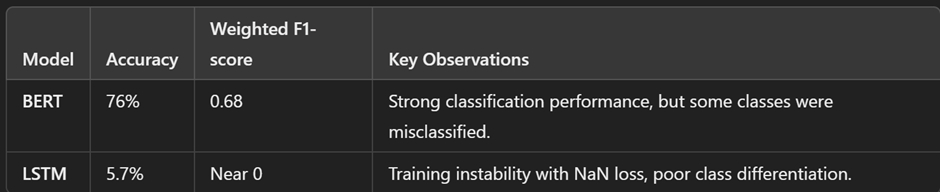 Weighted F1-
Model Accuracy score Key Observations
BERT 76% 0.68 Strong classification performance, but some classes were
misclassified.
LSTM 5.7% Near 0 Training instability with NaN loss, poor class differentiation.